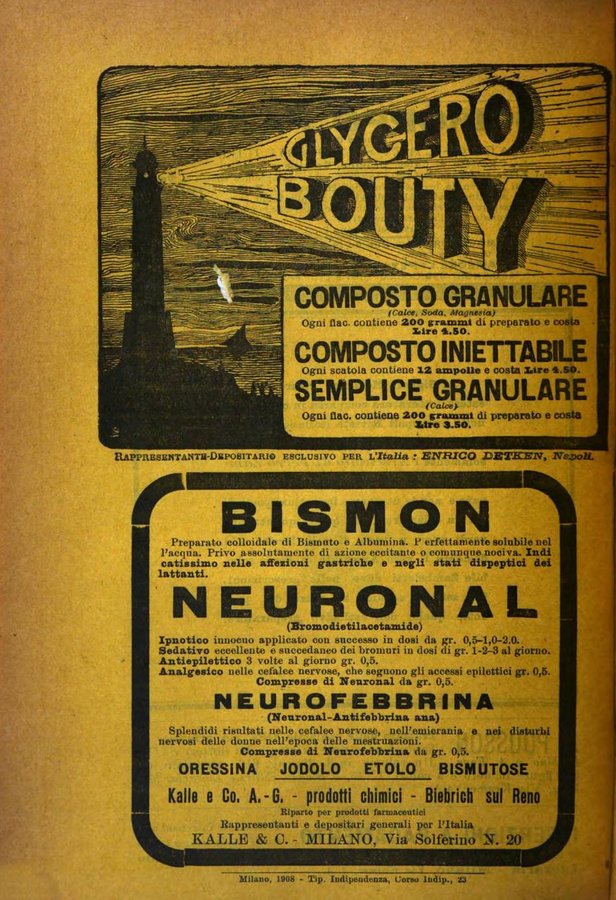 GLYCERO
BOUTY
COMPOSTO GRANULARE
(Calce, Soda, Magnesia)
Ogni flac. contiene 200 grammi di preparato e costa
Lire 4.50.
COMPOSTO INIETTABILE
Ogni scatola contiene 12 ampolle e costa Lire 4.50.
SEMPLICE GRANULARE
(Calce)
Ogni flac. contiene 200 grammi di preparato e costa
Lire 3.50.
RAPPRESENTANTE-DEPOSITARIO ESCLUSIVO PER L'Italia: ENRICO DETKEN, Napoli.
BISMON
Preparato colloidale di Bismuto e Albumina. P erfettamente solubile nel
l'acqua. Privo assolutamente di azione eccitante o comunque nociva. Indi
catissimo nelle affezioni gastriche e negli stati dispeptici dei
lattanti.
NEURONAL
(Bromodietilacetamide)
Ipnotico innocuo applicato con successo in dosi da gr. 0,5-1,0-2.0.
Sedativo eccellente e succedaneo dei bromuri in dosi di gr. 1-2-3 al giorno.
Antiepilettico 3 volte al giorno gr. 0,5.
Analgesico nelle cefalee nervose, che seguono gli accessi epilettici gr. 0,5.
Compresse di Neuronal da gr. 0,5.
NEUROFEBBRINA
(Neuronal-Antifebbrina ana)
Splendidi risultati nelle cefalee nervose, nell'emicrania e nei disturbi
nervosi delle donne nell'epoca delle mestruazioni.
Compresse di Neurofebbrina da gr. 0,5.
ORESSINA JODOLO ETOLO BISMUTOSE
Kalle e Co. A.-G. - prodotti chimici - Biebrich sul Reno
Riparto per prodotti farmaceutici
Rappresentanti e depositari generali per l'Italia
KALLE & C. - MILANO, Via Solferino N. 20
Milano, 1908 - Tip. Indipendenza, Corso Indip., 23